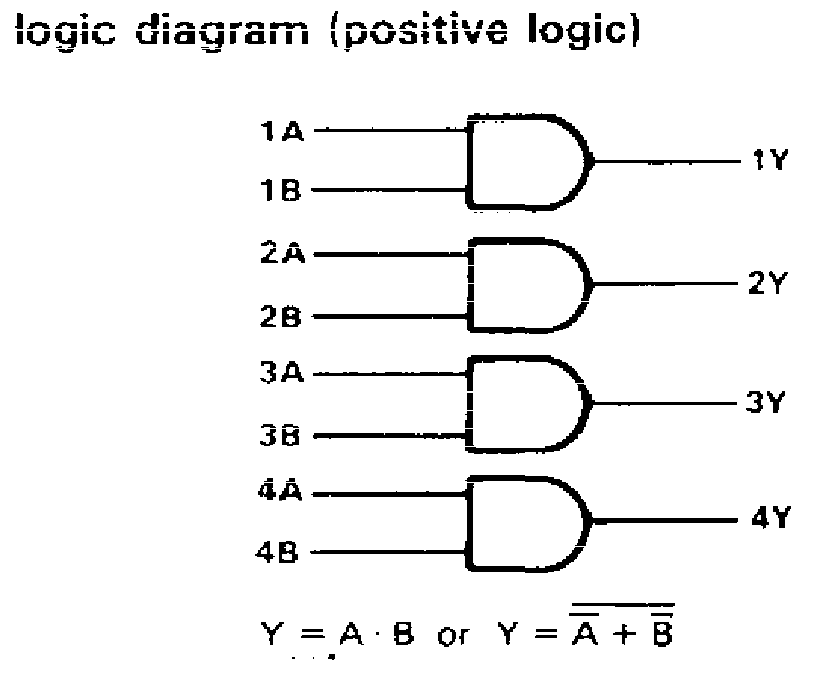 logic diagram (positive logic)
1A
1B
1Y
2A
2B
2Y
3A
3B
3Y
4A
4B
4Y
Y = A · B or Y = \overline{\overline{A} + \overline{B}}